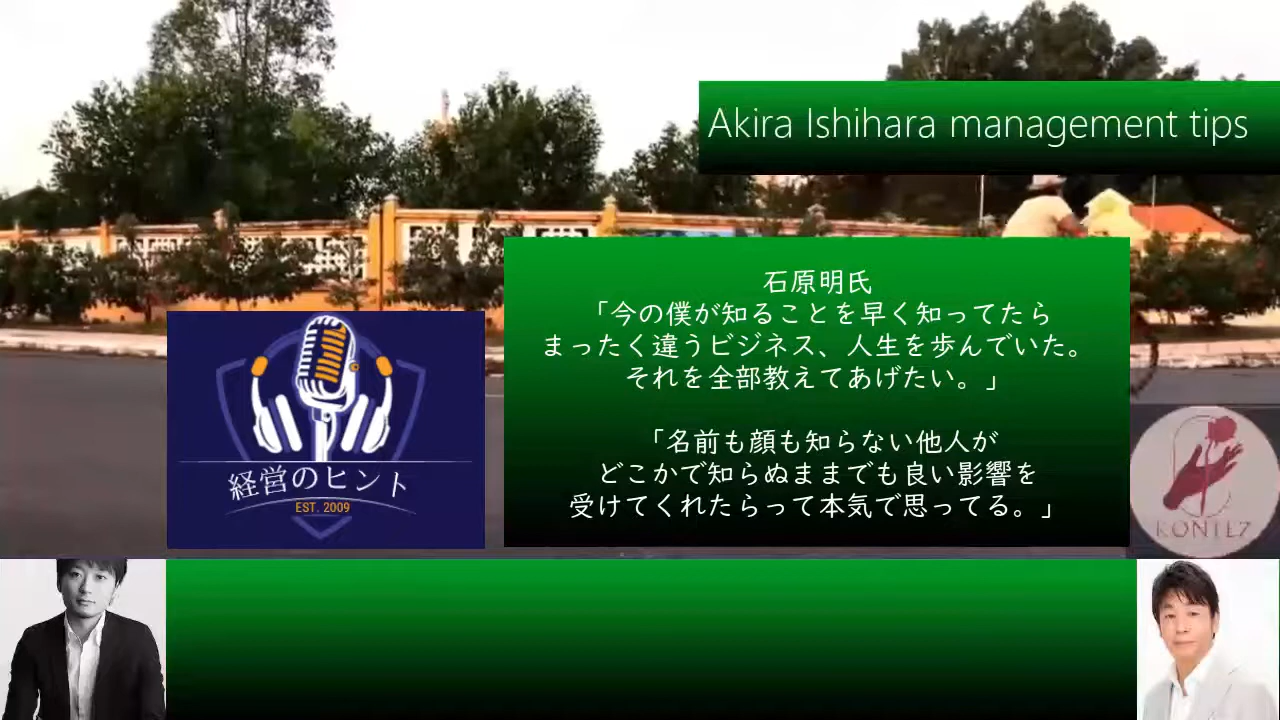 Akira Ishihara management tips
石原明氏
「今の僕が知ることを早く知ってたら
まったく違うビジネス、人生を歩んでいた。
それを全部教えてあげたい。」
「名前も顔も知らない他人が
どこかで知らぬままでも良い影響を
受けてくれたらって本気で思ってる。」
経営のヒント
EST. 2009
KONTEZ